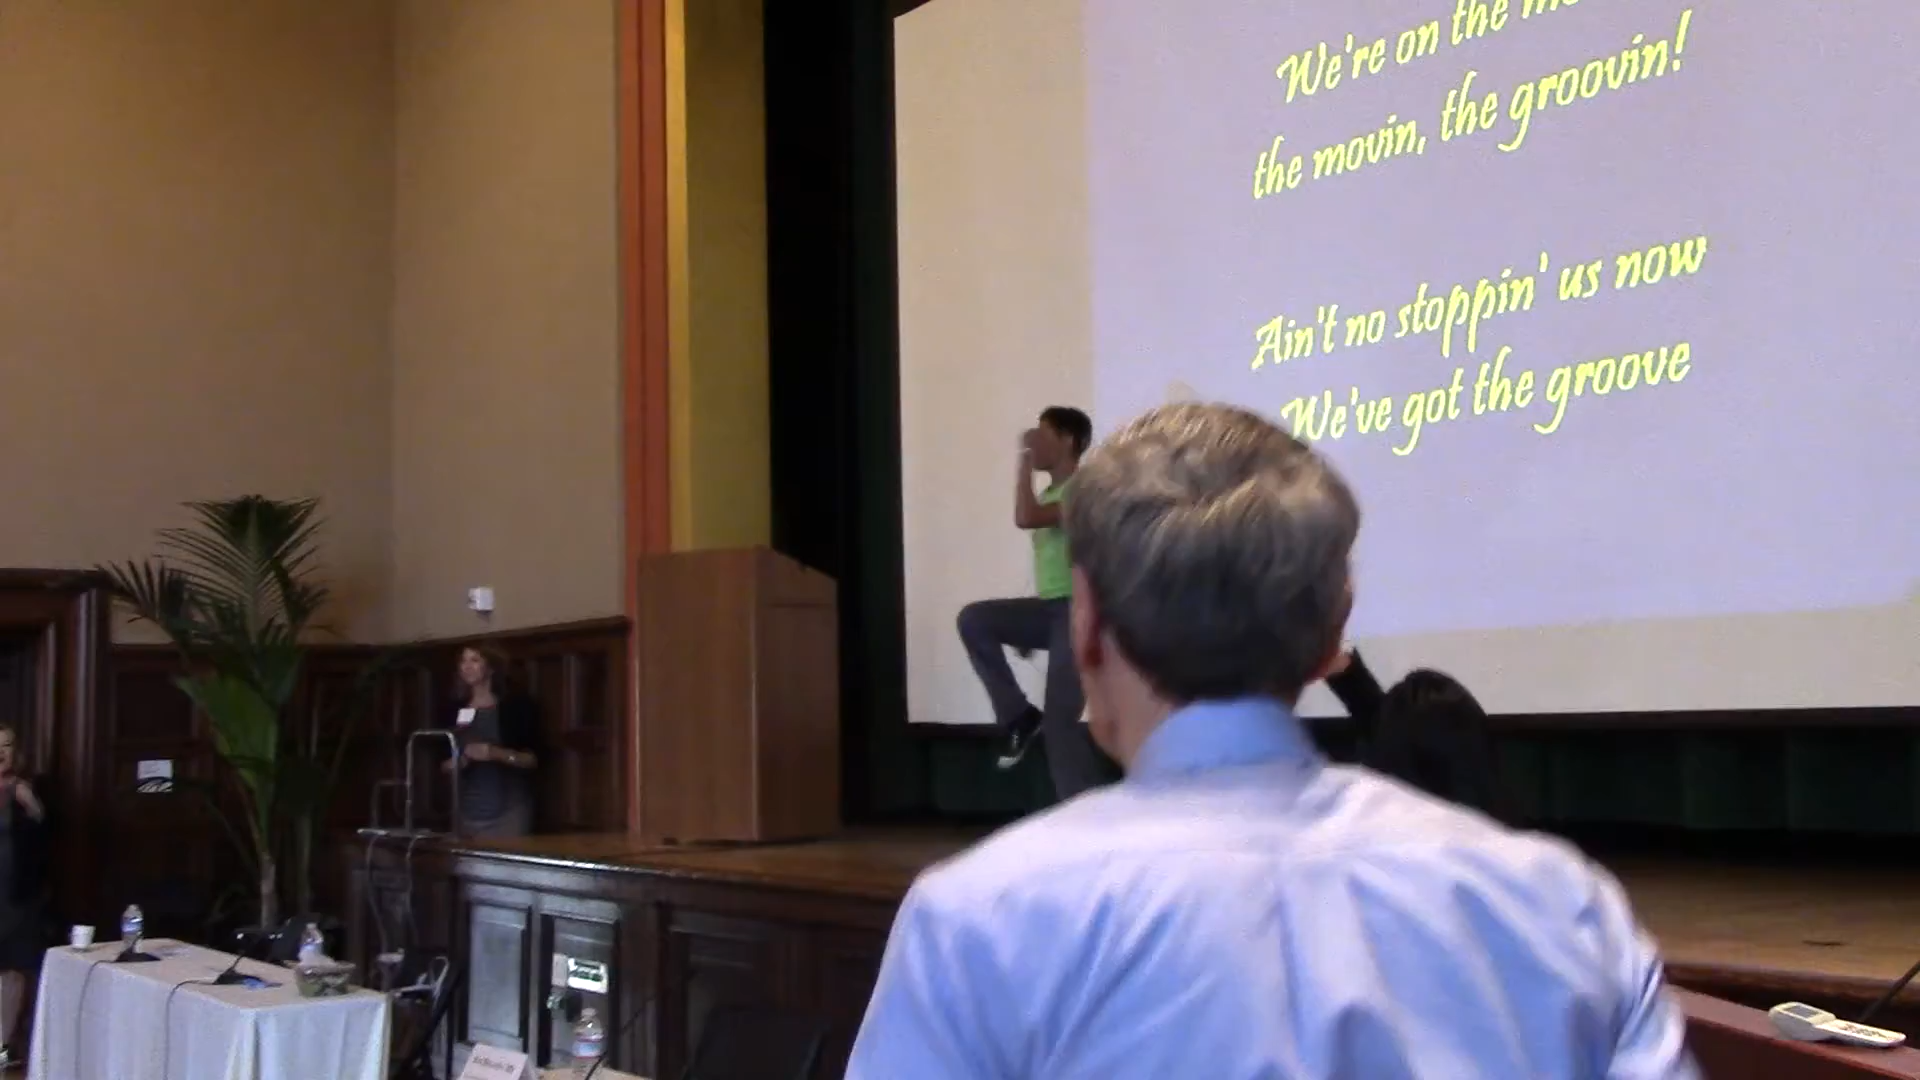 We're on the
the movin, the groovin!
Ain't no stoppin' us now
We've got the groove